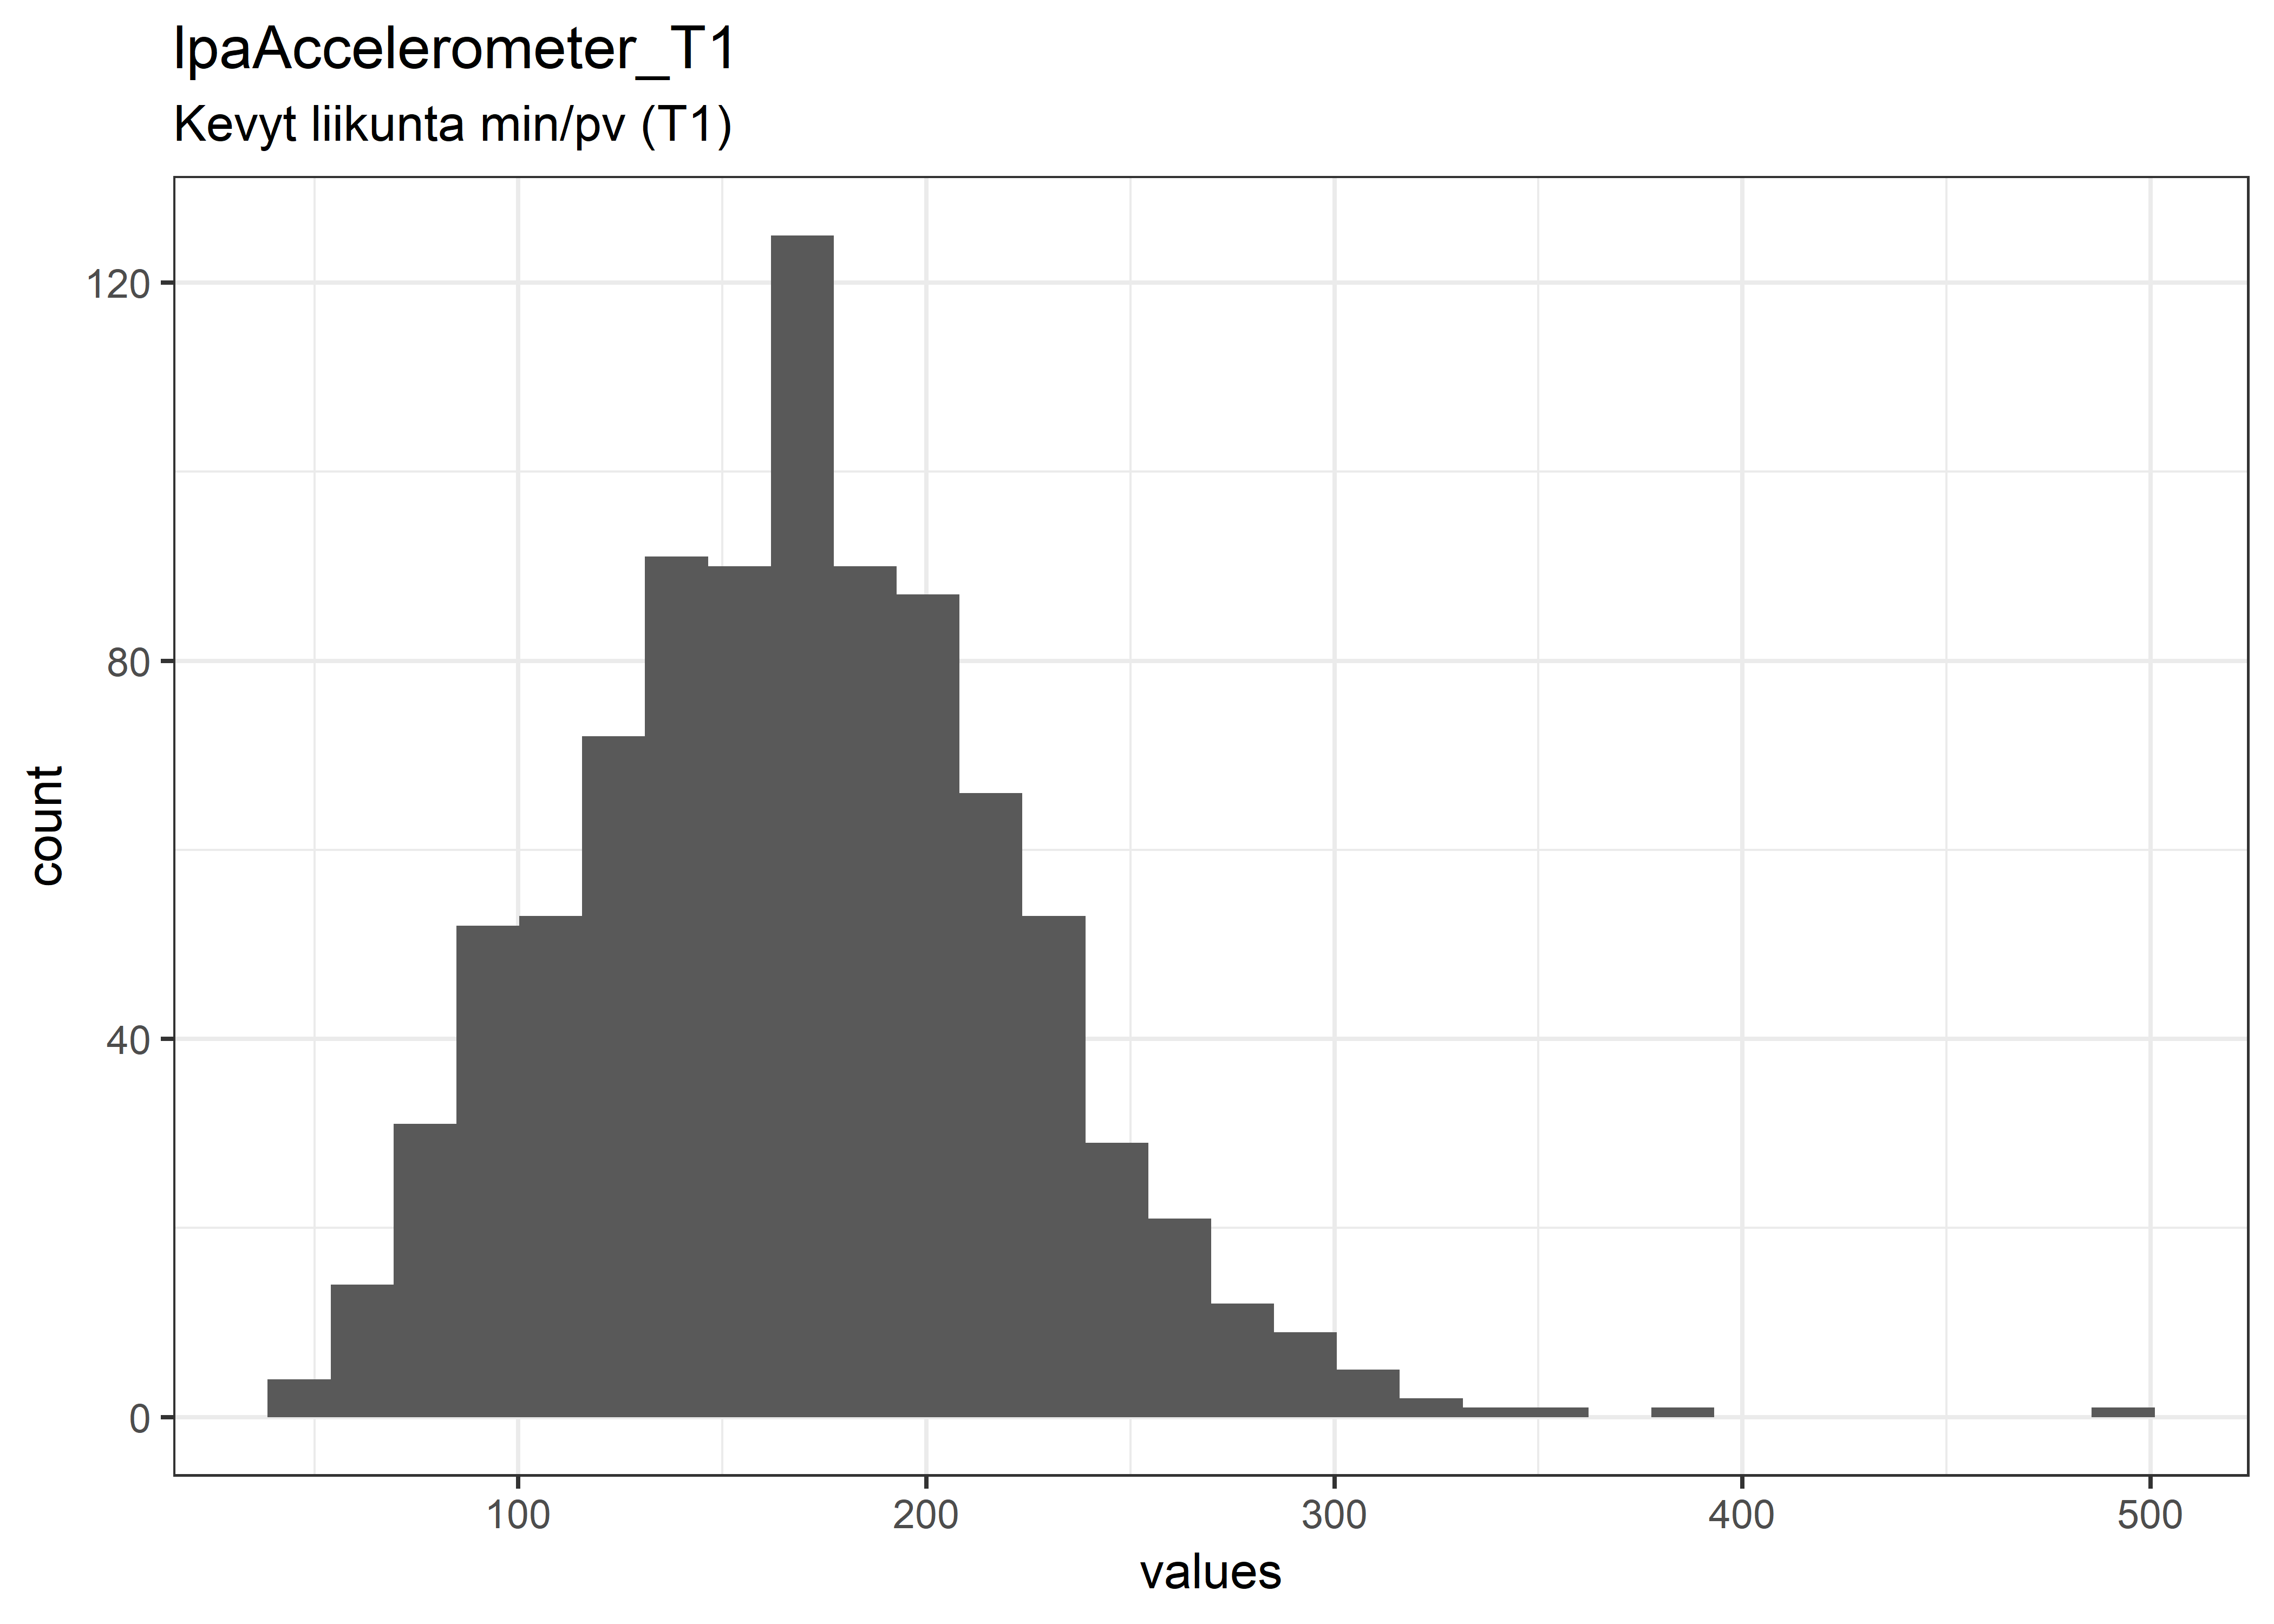 lpaAccelerometer_T1
Kevyt liikunta min/pv (T1)
120
80
40
0
count
100 200 300 400 500
values